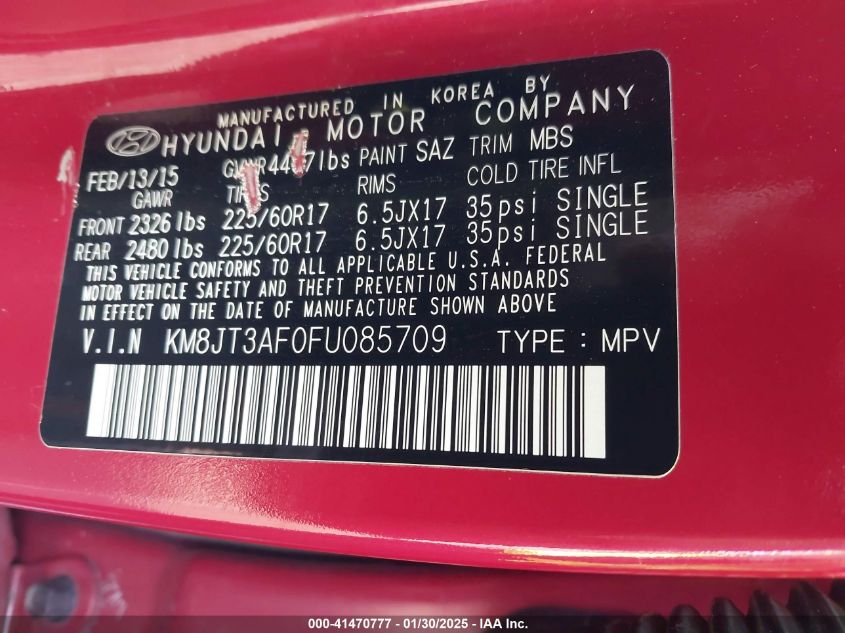 MANUFACTURED IN KOREA BY
HYUNDAI MOTOR COMPANY
FEB/13/15 lbs PAINT SAZ TRIM MBS
GAWR RIMS COLD TIRE INFL
FRONT 2326 lbs 225/60R17 6.5JX17 35psi SINGLE
REAR 2480 lbs 225/60R17 6.5JX17 35psi SINGLE
THIS VEHICLE CONFORMS TO ALL APPLICABLE U.S.A. FEDERAL
MOTOR VEHICLE SAFETY AND THEFT PREVENTION STANDARDS
IN EFFECT ON THE DATE OF MANUFACTURE SHOWN ABOVE
V.I.N KM8JT3AF0FU085709 TYPE : MPV
000-41470777 - 01/30/2025 - © IAA Inc.